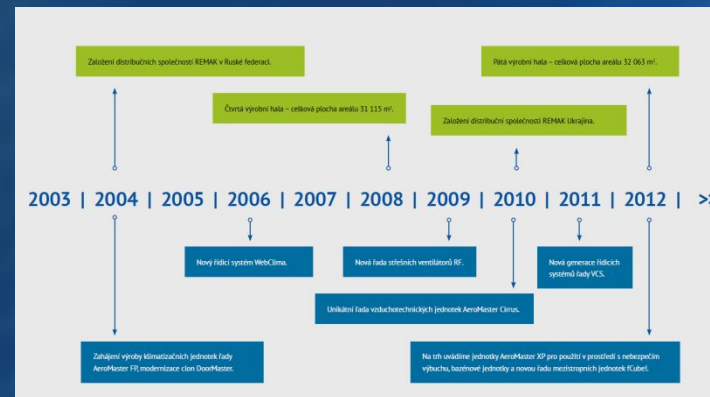 Založení distribučních společností REMAK v Ruské federaci.
Pátá výrobní hala – celková plocha areálu 32 063 m².
Čtvrtá výrobní hala – celková plocha areálu 31 115 m².
Založení distribuční společnosti REMAK Ukrajina.
2003 | 2004 | 2005 | 2006 | 2007 | 2008 | 2009 | 2010 | 2011 | 2012 | >>
Nový řídicí systém WebClima.
Nová řada střešních ventilátorů RF.
Nová generace řídicích
systémů řady VCS.
Unikátní řada vzduchotechnických jednotek AeroMaster Cirrus.
Zahájení výroby klimatizačních jednotek řady
AeroMaster FP, modernizace clon DoorMaster.
Na trh uvádíme jednotky AeroMaster XP pro použití v prostředí s nebezpečím
výbuchu, bazénové jednotky a novou řadu mezistropních jednotek fCube!.